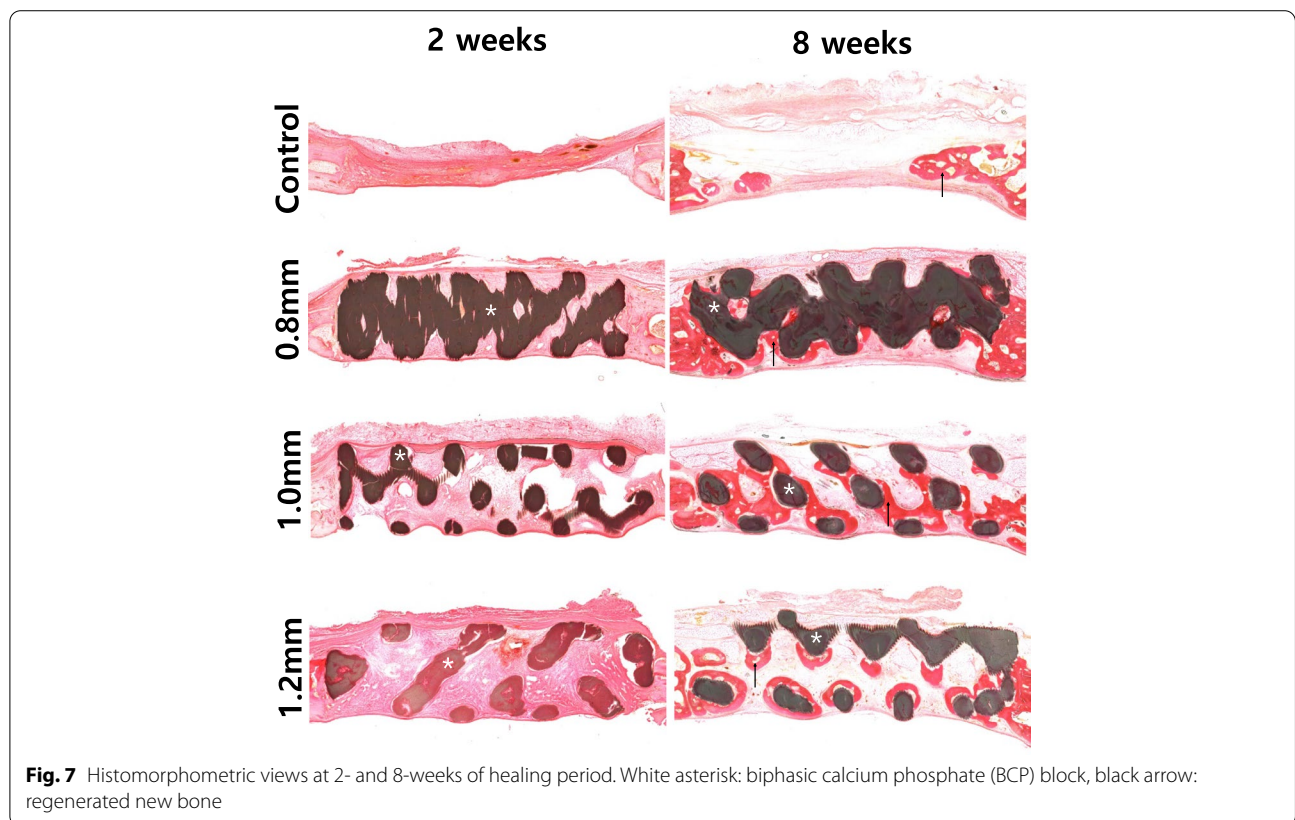 2 weeks
8 weeks
Control
0.8mm
*
*
1.0mm
*
*
1.2mm
*
*
Fig. 7 Histomorphometric views at 2- and 8-weeks of healing period. White asterisk: biphasic calcium phosphate (BCP) block, black arrow:
regenerated new bone